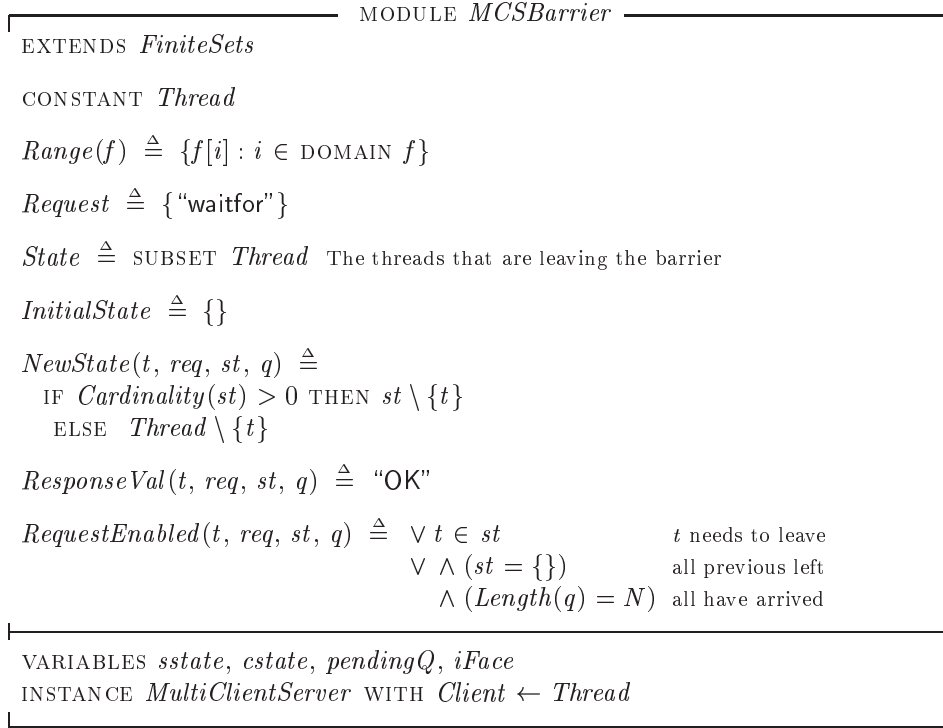 MODULE MCSBarrier
EXTENDS FiniteSets
CONSTANT Thread
Range(f) ≜ {f[i] : i ∈ DOMAIN f}
Request ≜ {“waitfor”}
State ≜ SUBSET Thread The threads that are leaving the barrier
InitialState ≜ {}
NewState(t, req, st, q) ≜
IF Cardinality(st) > 0 THEN st \ {t}
ELSE Thread \ {t}
ResponseVal(t, req, st, q) ≜ “OK”
RequestEnabled(t, req, st, q) ≜ ∨ t ∈ st t needs to leave
∨ ∧ (st = {}) all previous left
∧ (Length(q) = N) all have arrived
VARIABLES sstate, cstate, pendingQ, iFace
INSTANCE MultiClientServer WITH Client ← Thread